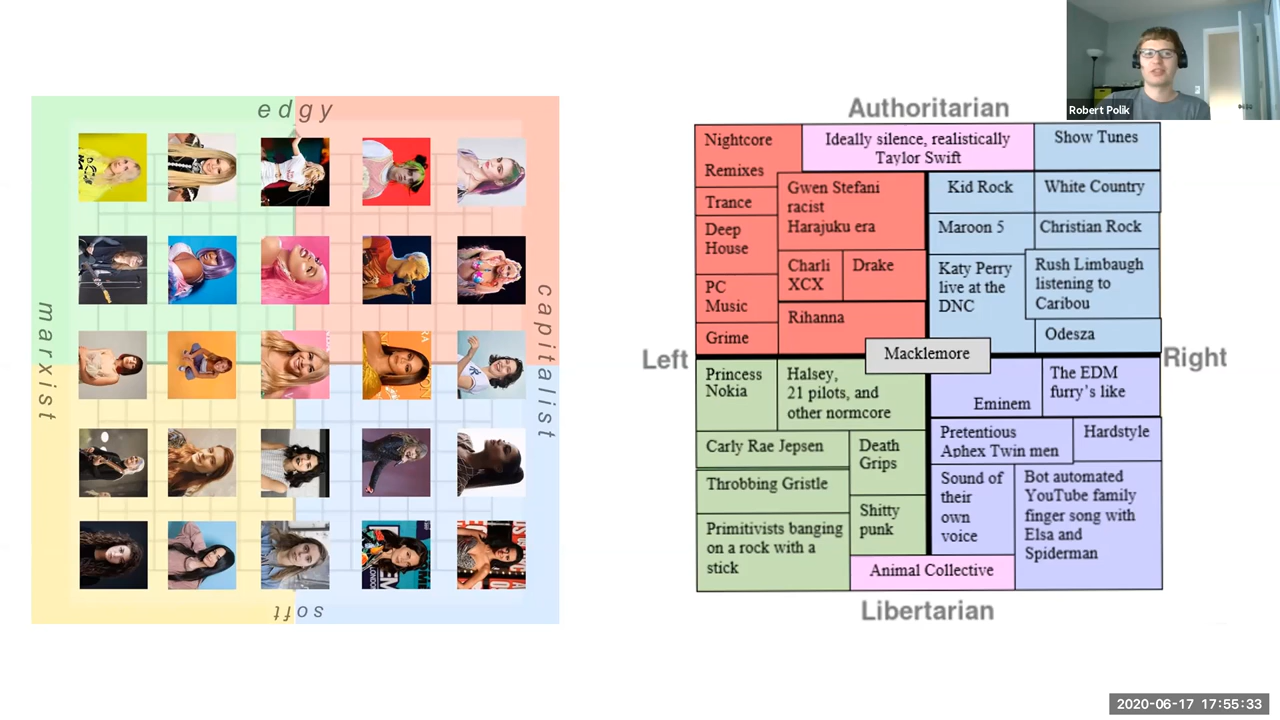 Robert Polik
edgy
marxist
capitalist
soft
Authoritarian
Nightcore
Remixes
Ideally silence, realistically
Taylor Swift
Show Tunes
Trance
Gwen Stefani
racist
Harajuku era
Kid Rock
White Country
Deep
House
Maroon 5
Christian Rock
Charli
XCX
Drake
Katy Perry
live at the
DNC
Rush Limbaugh
listening to
Caribou
PC
Music
Rihanna
Grime
Odesza
Left
Macklemore
Right
Princess
Nokia
Halsey,
21 pilots, and
other normcore
Eminem
The EDM
furry's like
Carly Rae Jepsen
Death
Grips
Pretentious
Aphex Twin men
Hardstyle
Throbbing Gristle
Sound of
their
own
voice
Bot automated
YouTube family
finger song with
Elsa and
Spiderman
Primitivists banging
on a rock with a
stick
Shitty
punk
Animal Collective
Libertarian
2020-06-17 17:55:33